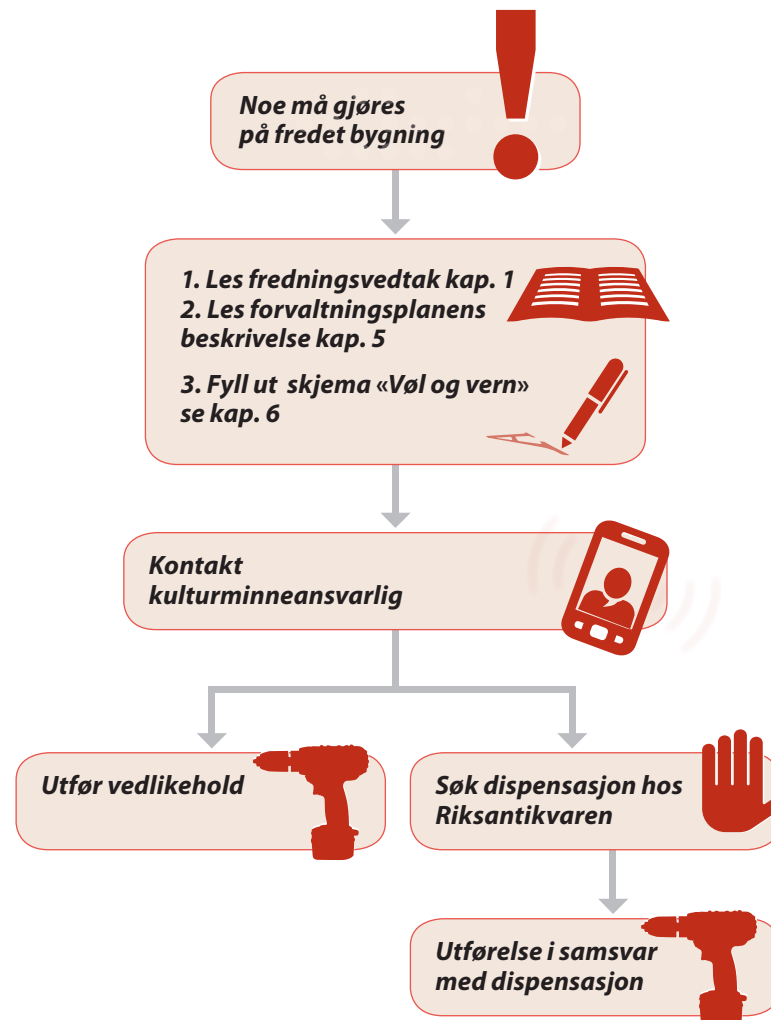 Noe må gjøres
på fredet bygning
1. Les fredningsvedtak kap. 1
2. Les forvaltningsplanens
beskrivelse kap. 5
3. Fyll ut skjema «Vøl og vern»
se kap. 6
Kontakt
kulturminneansvarlig
Utfør vedlikehold
Søk dispensasjon hos
Riksantikvaren
Utførelse i samsvar
med dispensasjon